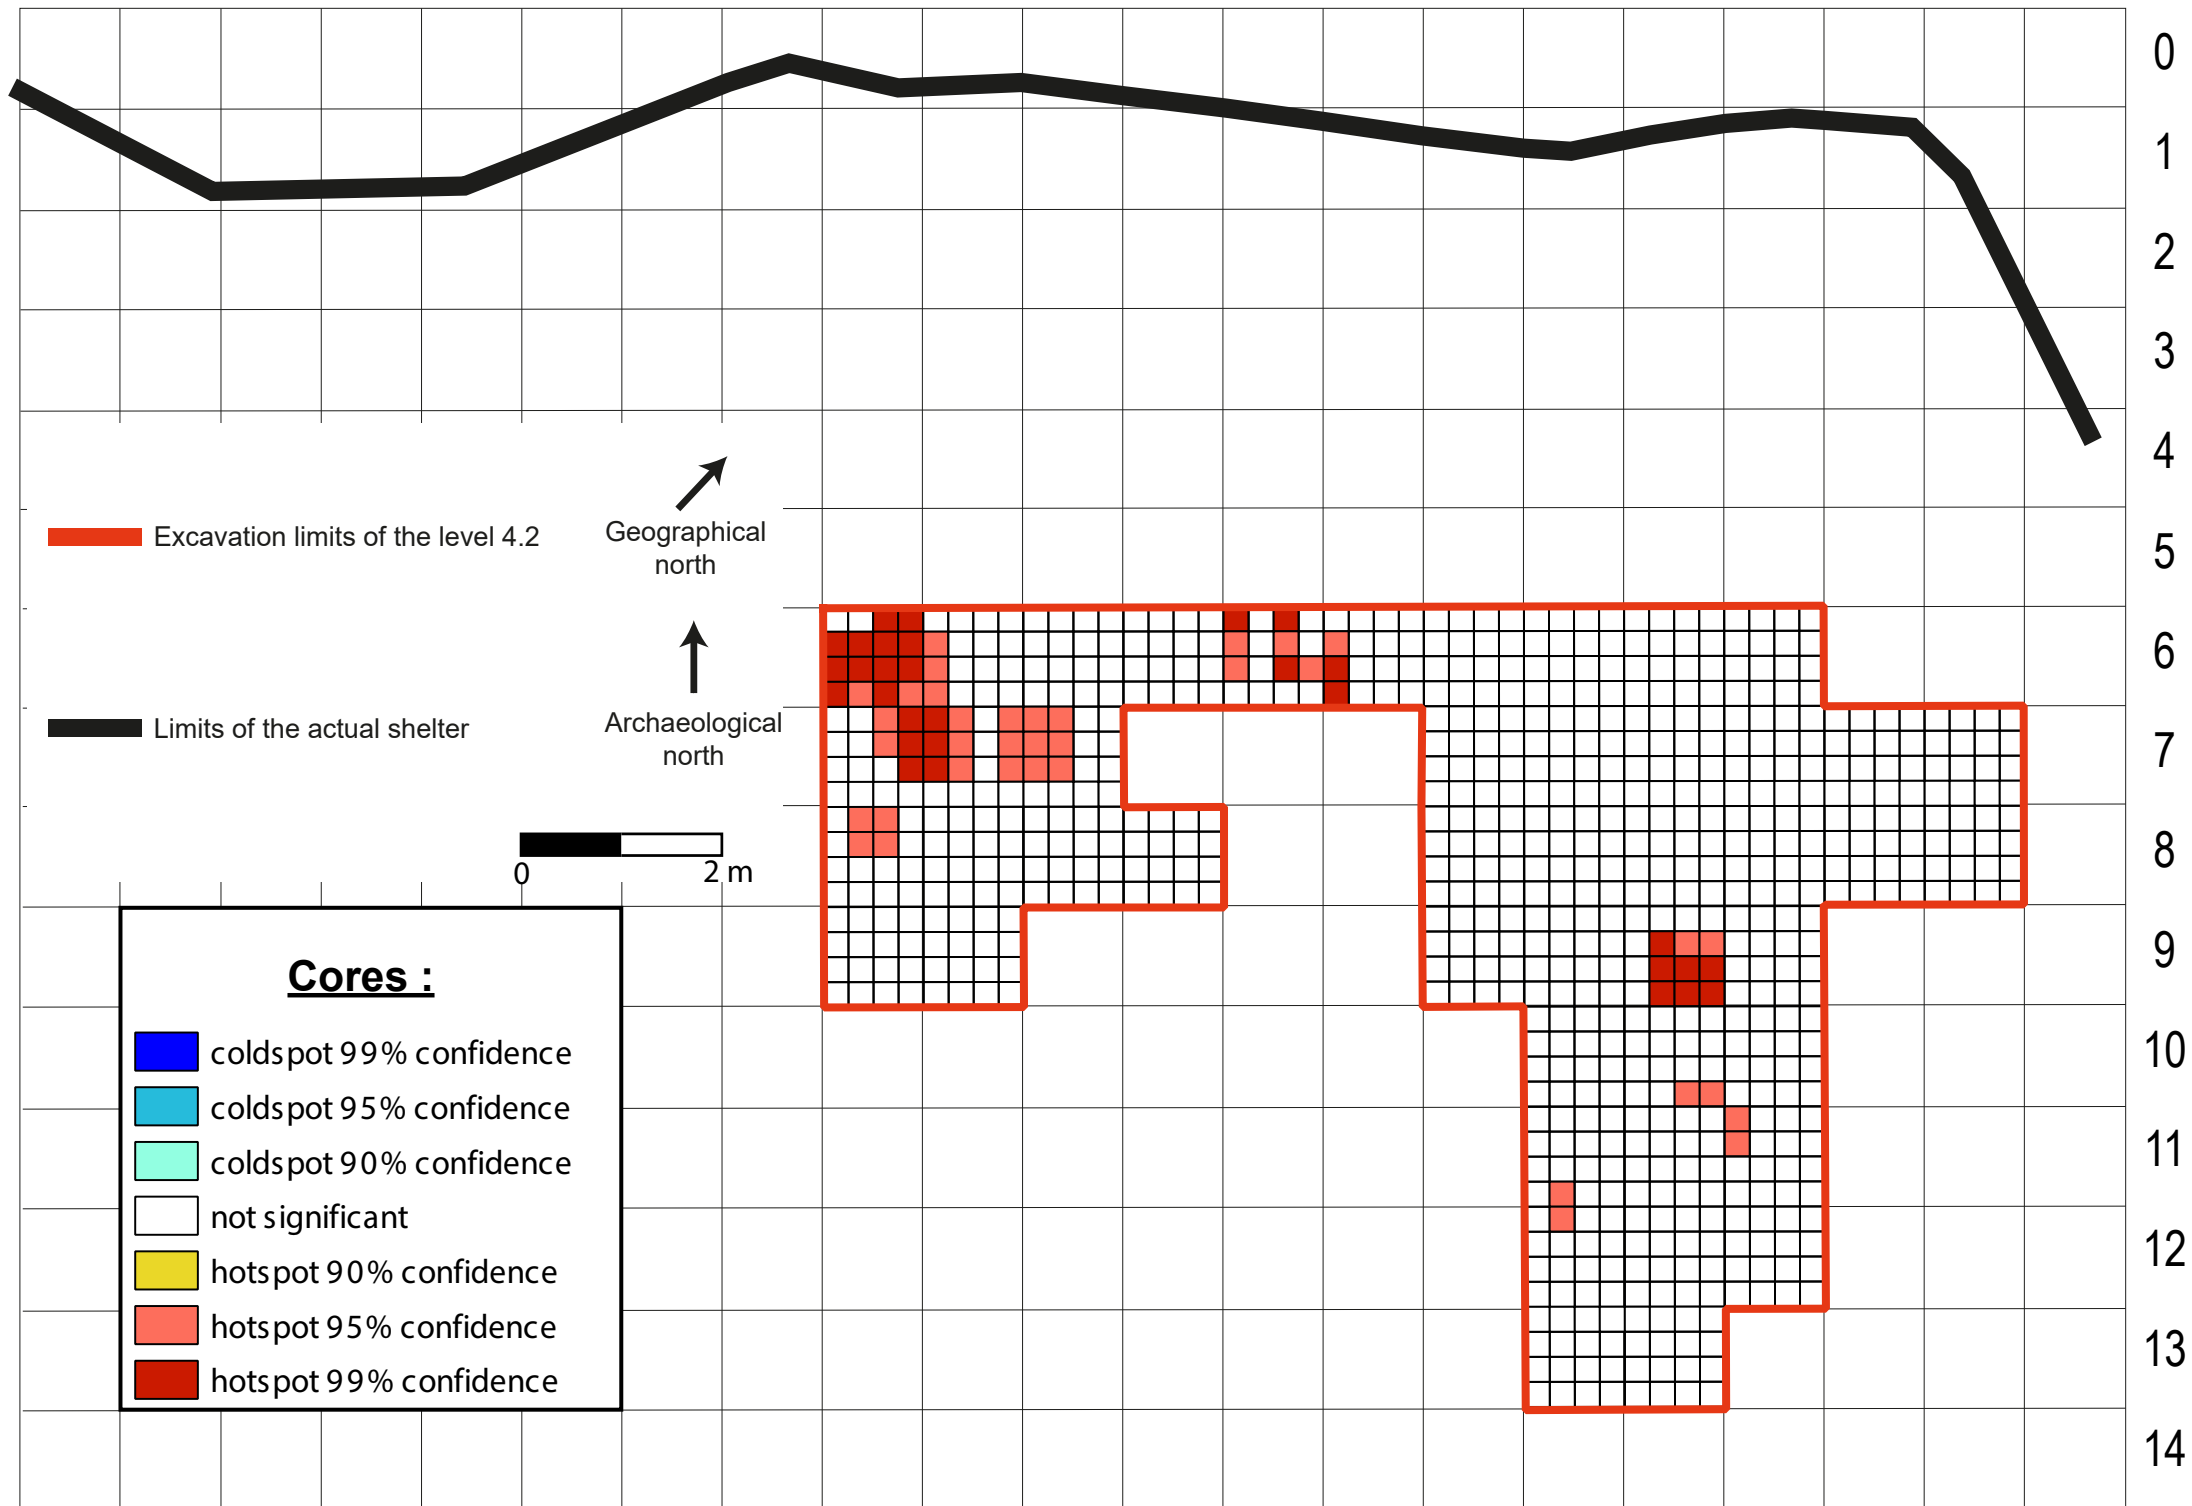 0
1
2
3
4
Geographical
north
Excavation limits of the level 4.2
5
6
Archaeological
north
Limits of the actual shelter
7
0 2 m
8
Cores :
9
coldspot 99% confidence
10
coldspot 95% confidence
11
coldspot 90% confidence
not significant
12
hotspot 90% confidence
hotspot 95% confidence
13
hotspot 99% confidence
14